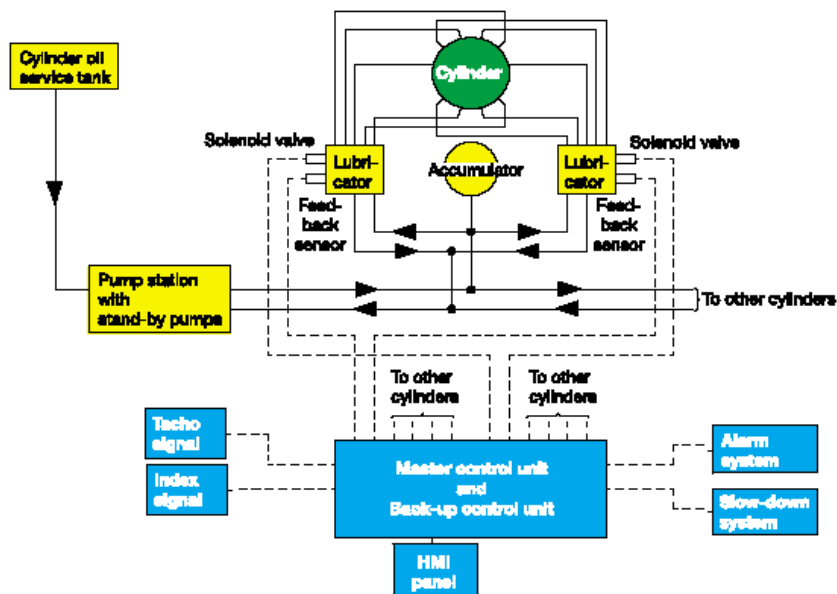 Cylinder oil
service tank
Cylinder
Solenoid valve
Solenoid valve
Lubri-
cator
Accumulator
Lubri-
cator
Feed-
back
sensor
Feed-
back
sensor
Pump station
with
stand-by pumps
To other cylinders
To other
cylinders
To other
cylinders
Tacho
signal
Index
signal
Master control unit
and
Back-up control unit
Alarm
system
Slow-down
system
HMI
panel